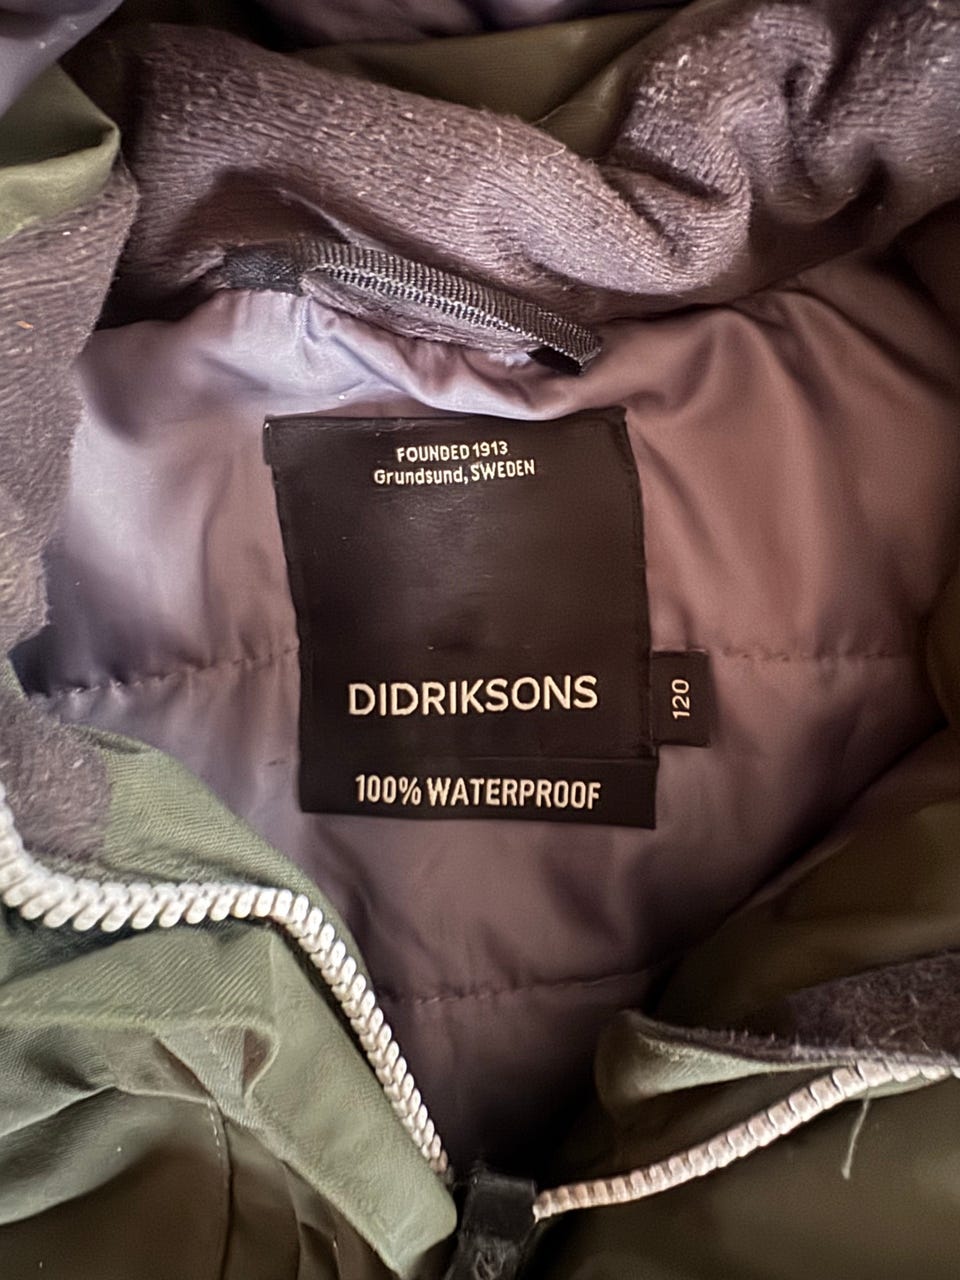 FOUNDED 1913
Grundsund, SWEDEN
DIDRIKSONS
120
100% WATERPROOF